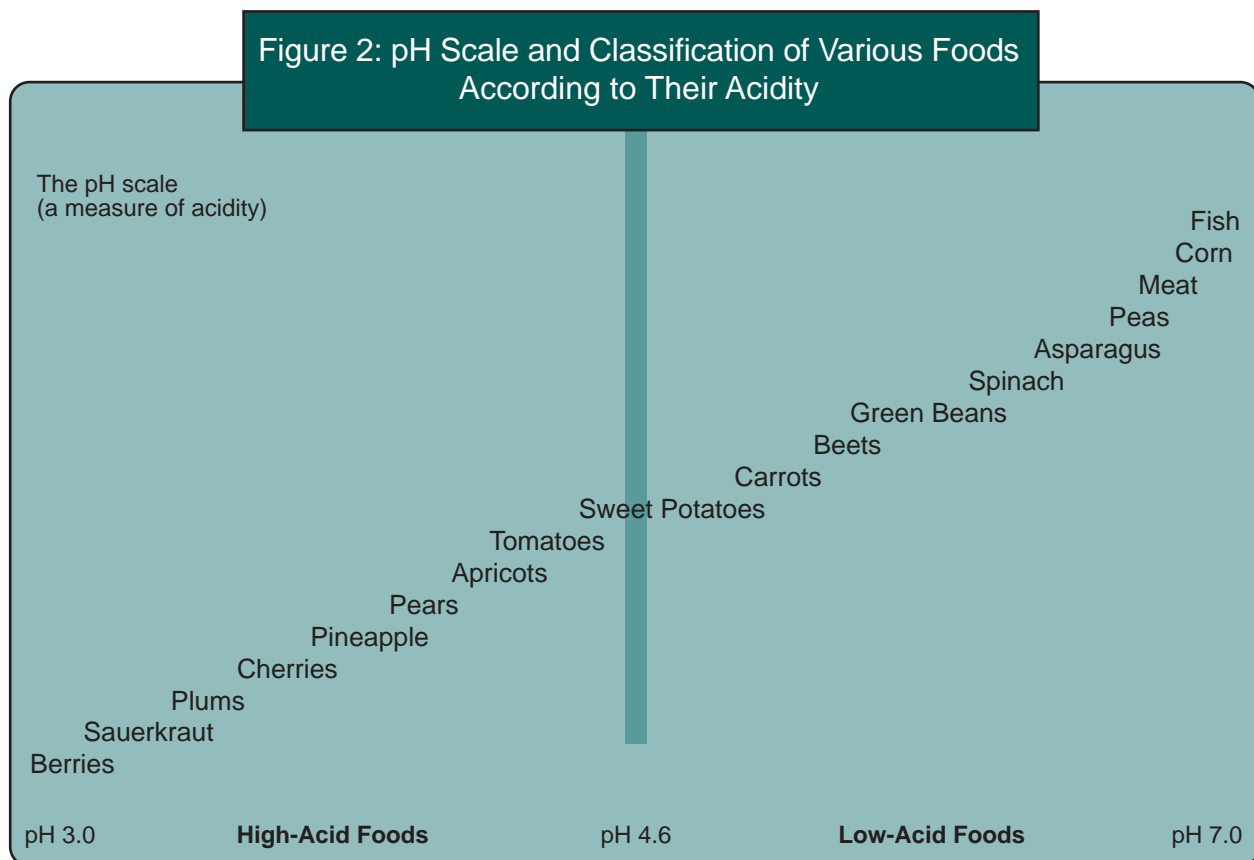 Figure 2: pH Scale and Classification of Various Foods
According to Their Acidity
The pH scale
(a measure of acidity)
Fish
Corn
Meat
Peas
Asparagus
Spinach
Green Beans
Beets
Carrots
Sweet Potatoes
Tomatoes
Apricots
Pears
Pineapple
Cherries
Plums
Sauerkraut
Berries
pH 3.0 High-Acid Foods pH 4.6 Low-Acid Foods pH 7.0